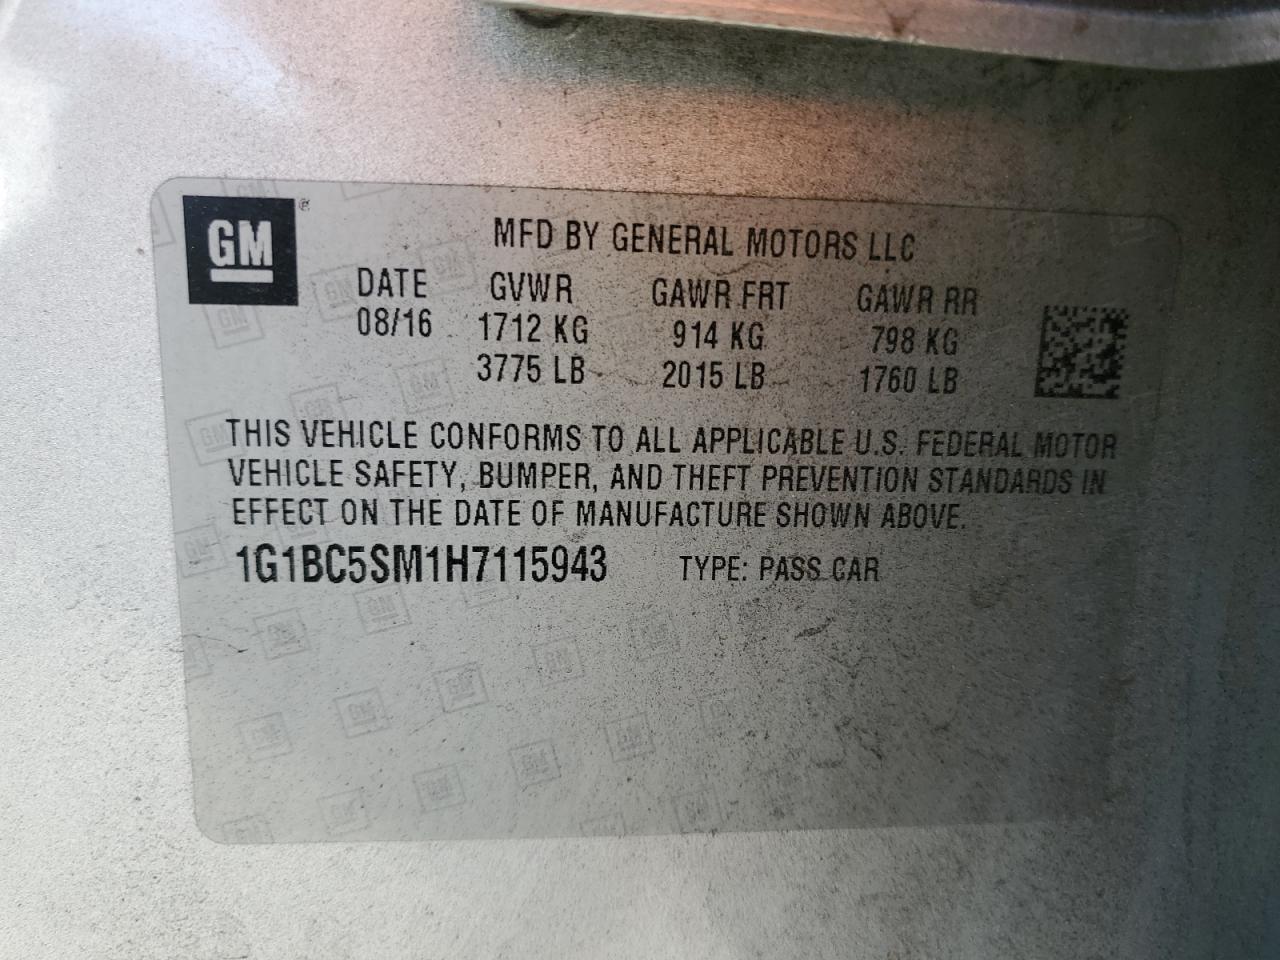 GM ®
MFD BY GENERAL MOTORS LLC
DATE GVWR GAWR FRT GAWR RR
08/16 1712 KG 914 KG 798 KG
3775 LB 2015 LB 1760 LB
THIS VEHICLE CONFORMS TO ALL APPLICABLE U.S. FEDERAL MOTOR
VEHICLE SAFETY, BUMPER, AND THEFT PREVENTION STANDARDS IN
EFFECT ON THE DATE OF MANUFACTURE SHOWN ABOVE.
1G1BC5SM1H7115943 TYPE: PASS CAR